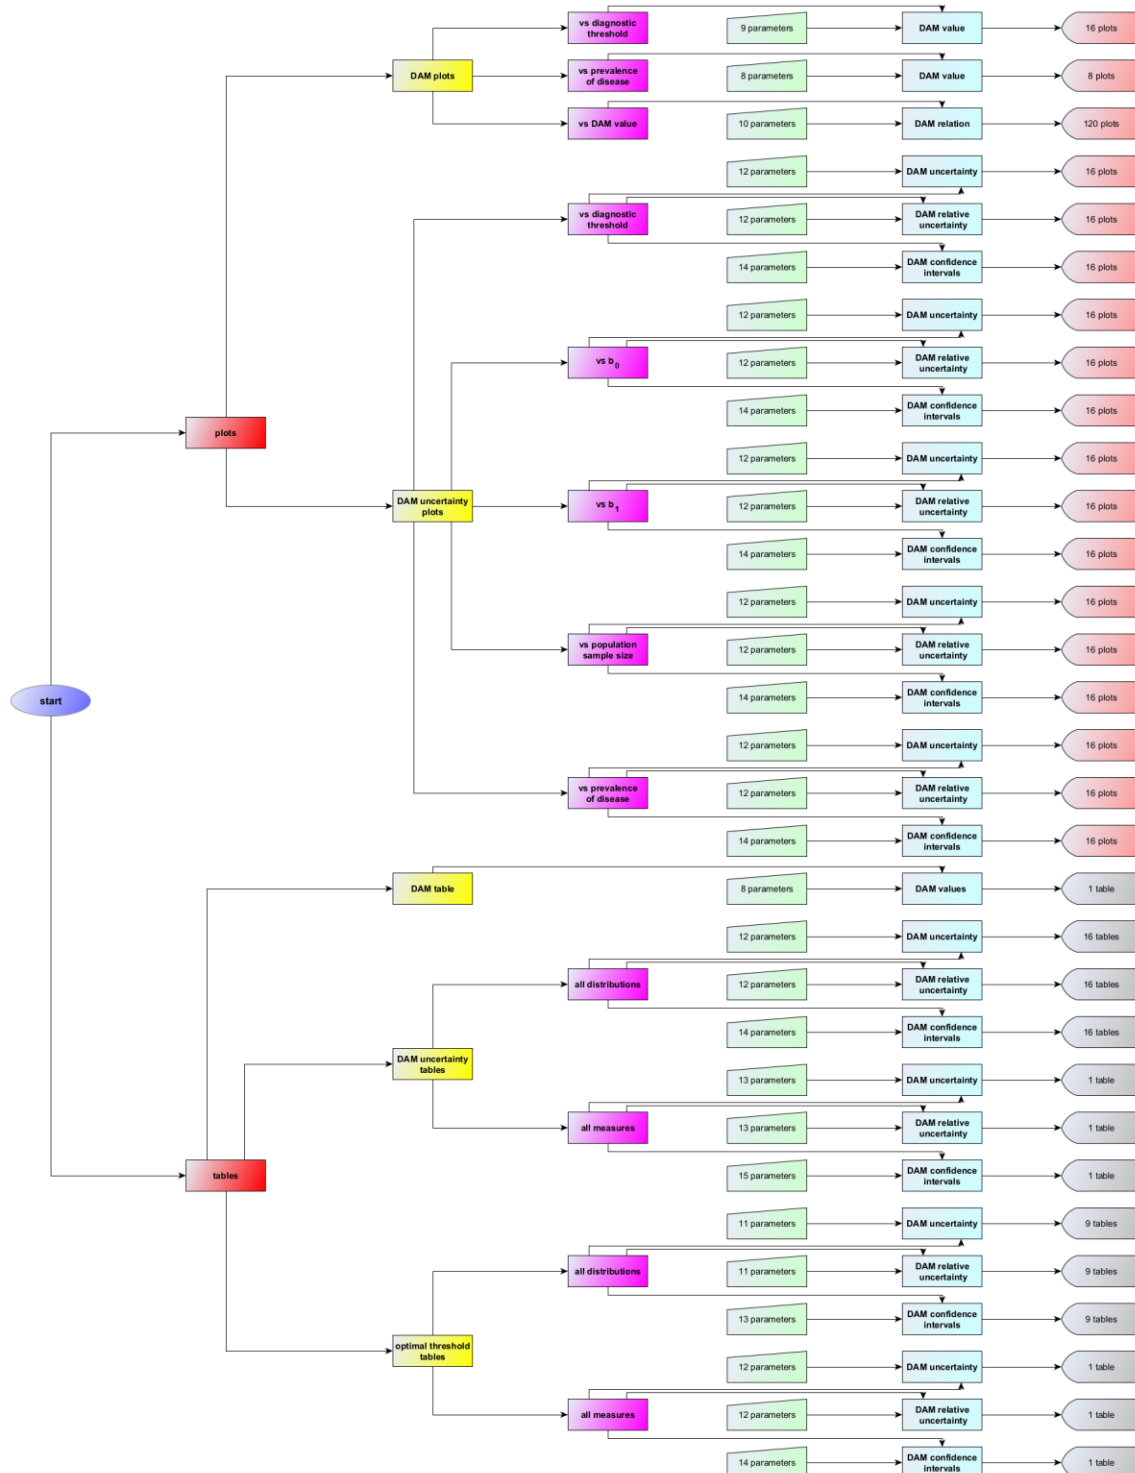 vs diagnostic
threshold
9 parameters
DAM value
16 plots
DAM plots
vs prevalence
of disease
8 parameters
DAM value
8 plots
vs DAM value
10 parameters
DAM relation
120 plots
12 parameters
DAM uncertainty
16 plots
vs diagnostic
threshold
12 parameters
DAM relative
uncertainty
16 plots
14 parameters
DAM confidence
intervals
16 plots
12 parameters
DAM uncertainty
16 plots
vs b0
12 parameters
DAM relative
uncertainty
16 plots
14 parameters
DAM confidence
intervals
16 plots
plots
12 parameters
DAM uncertainty
16 plots
DAM uncertainty
plots
vs b1
12 parameters
DAM relative
uncertainty
16 plots
14 parameters
DAM confidence
intervals
16 plots
12 parameters
DAM uncertainty
16 plots
vs population
sample size
12 parameters
DAM relative
uncertainty
16 plots
14 parameters
DAM confidence
intervals
16 plots
start
12 parameters
DAM uncertainty
16 plots
vs prevalence
of disease
12 parameters
DAM relative
uncertainty
16 plots
14 parameters
DAM confidence
intervals
16 plots
DAM table
8 parameters
DAM values
1 table
12 parameters
DAM uncertainty
16 tables
all distributions
12 parameters
DAM relative
uncertainty
16 tables
14 parameters
DAM confidence
intervals
16 tables
DAM uncertainty
tables
13 parameters
DAM uncertainty
1 table
all measures
13 parameters
DAM relative
uncertainty
1 table
tables
15 parameters
DAM confidence
intervals
1 table
11 parameters
DAM uncertainty
9 tables
all distributions
11 parameters
DAM relative
uncertainty
9 tables
13 parameters
DAM confidence
intervals
9 tables
optimal threshold
tables
12 parameters
DAM uncertainty
1 table
all measures
12 parameters
DAM relative
uncertainty
1 table
14 parameters
DAM confidence
intervals
1 table